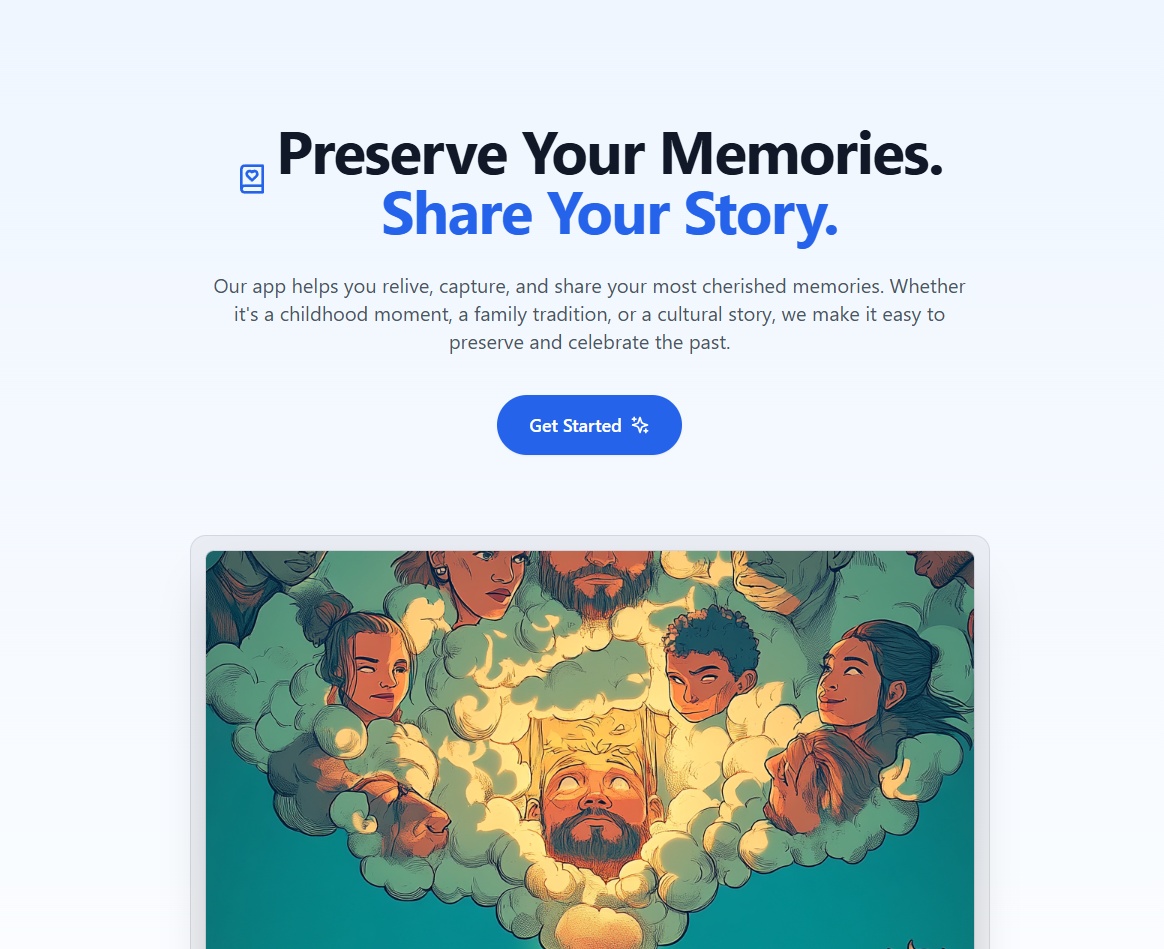 Preserve Your Memories.
Share Your Story.
Our app helps you relive, capture, and share your most cherished memories. Whether
it's a childhood moment, a family tradition, or a cultural story, we make it easy to
preserve and celebrate the past.
Get Started